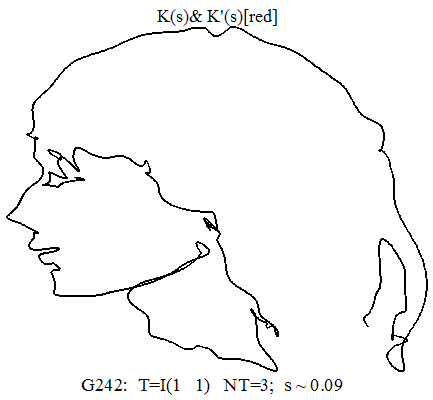 K(s)& K'(s)[red]
G242: T=I(1 1) NT=3; s ~ 0.09